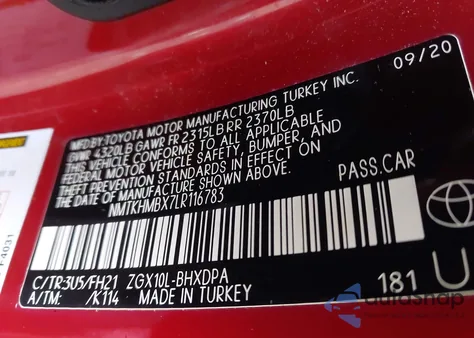 09/20
MFD.BY:TOYOTA MOTOR MANUFACTURING TURKEY INC.
GVWR 4320LB GAWR FR 2315LB RR 2370LB
THIS VEHICLE CONFORMS TO ALL APPLICABLE
FEDERAL MOTOR VEHICLE SAFETY, BUMPER, AND
THEFT PREVENTION STANDARDS IN EFFECT ON
THE DATE OF MANUFACTURE SHOWN ABOVE.
NMTKHMBX7LR116783 PASS.CAR
C/TR:3U5/FH21 ZGX10L-BHXDPA
A/TM: /K114 MADE IN TURKEY
181 U
F4031
AutoSnap